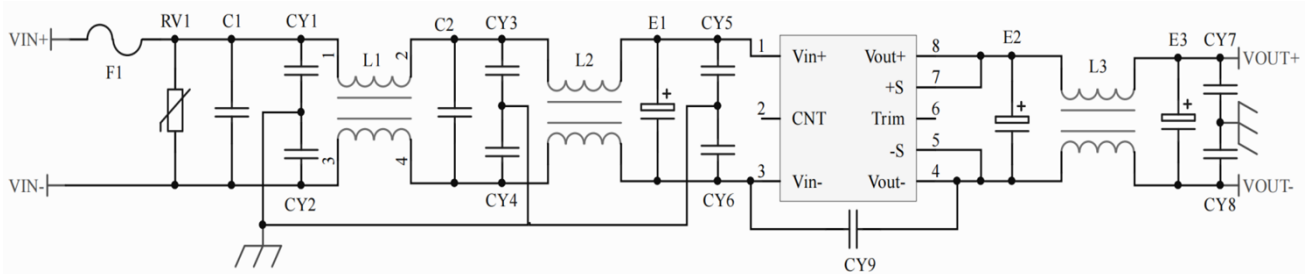 RV1 C1 CY1 C2 CY3 E1 CY5 E2 E3 CY7
VIN+ F1 1 L1 2 L2 1 Vin+ Vout+ 8 L3 VOUT+
+S 7
+ + +
2 CNT Trim 6
-S 5
3 4
VIN- 3 Vin- Vout- 4 VOUT-
CY2 CY4 CY6 CY8
CY9